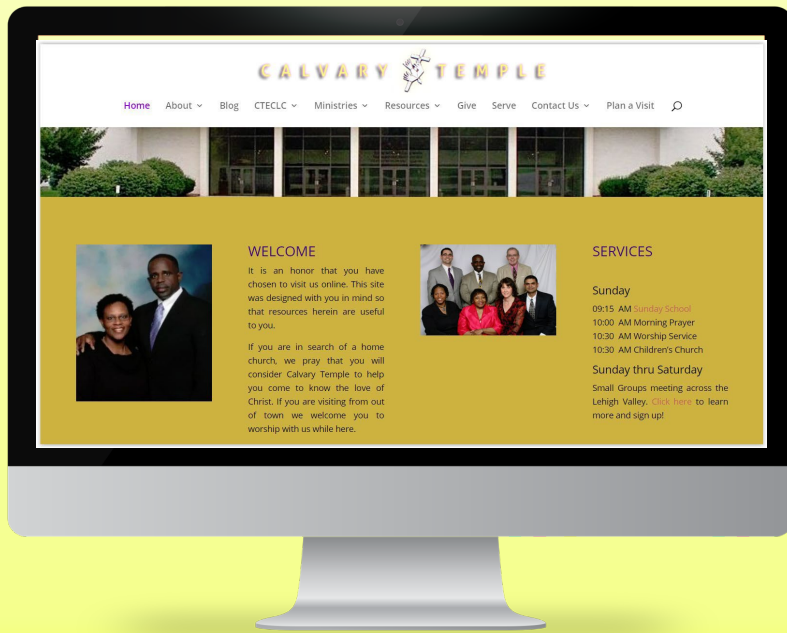 CALVARY TEMPLE
Home About Blog CTECLC Ministries Resources Give Serve Contact Us Plan a Visit
WELCOME
It is an honor that you have
chosen to visit us online. This site
was designed with you in mind so
that resources herein are useful
to you.
If you are in search of a home
church, we pray that you will
consider Calvary Temple to help
you come to know the love of
Christ. If you are visiting from out
of town we welcome you to
worship with us while here.
SERVICES
Sunday
09:15 AM Sunday School
10:00 AM Morning Prayer
10:30 AM Worship Service
10:30 AM Children's Church
Sunday thru Saturday
Small Groups meeting across the
Lehigh Valley. Click here to learn
more and sign up!